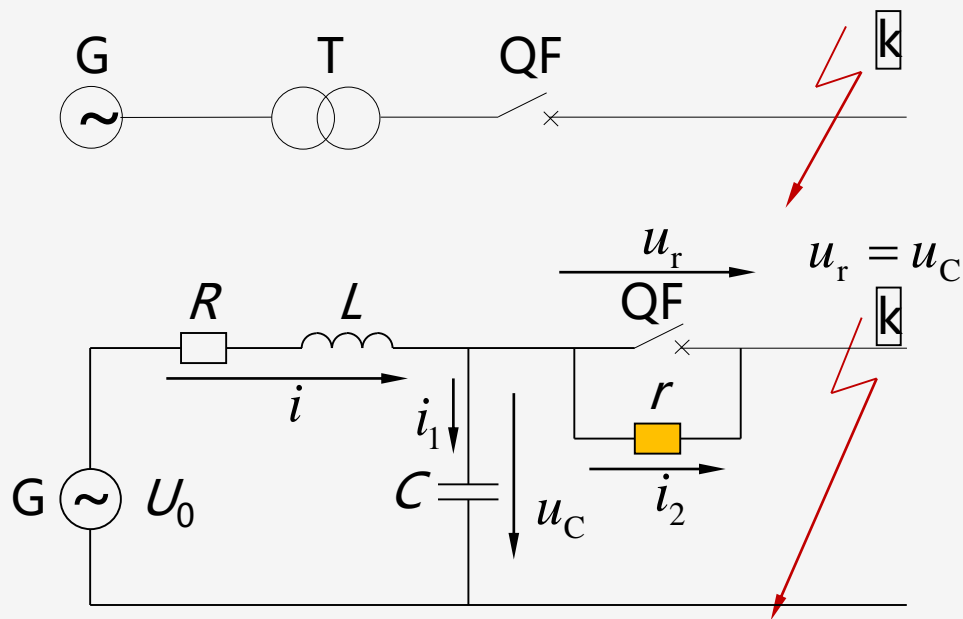 G T QF k
u_r
u_r = u_C
R L QF k
i
i_1
r
G U_0 C u_C i_2